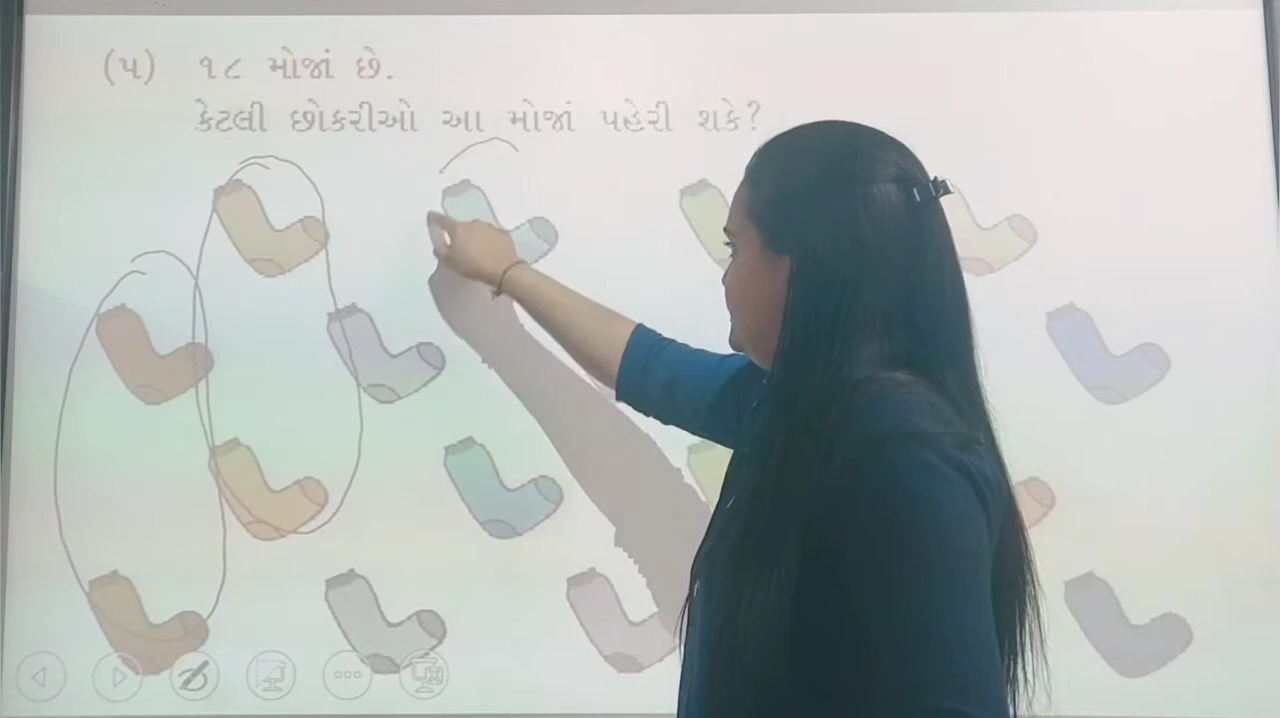 (૫) ૧૮ મોજાં છે.
કેટલી છોકરીઓ આ મોજાં પહેરી શકે?